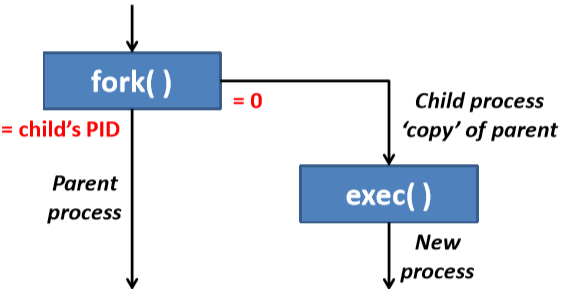 fork( )
= 0
= child's PID
Child process
‘copy’ of parent
Parent
process
exec( )
New
process